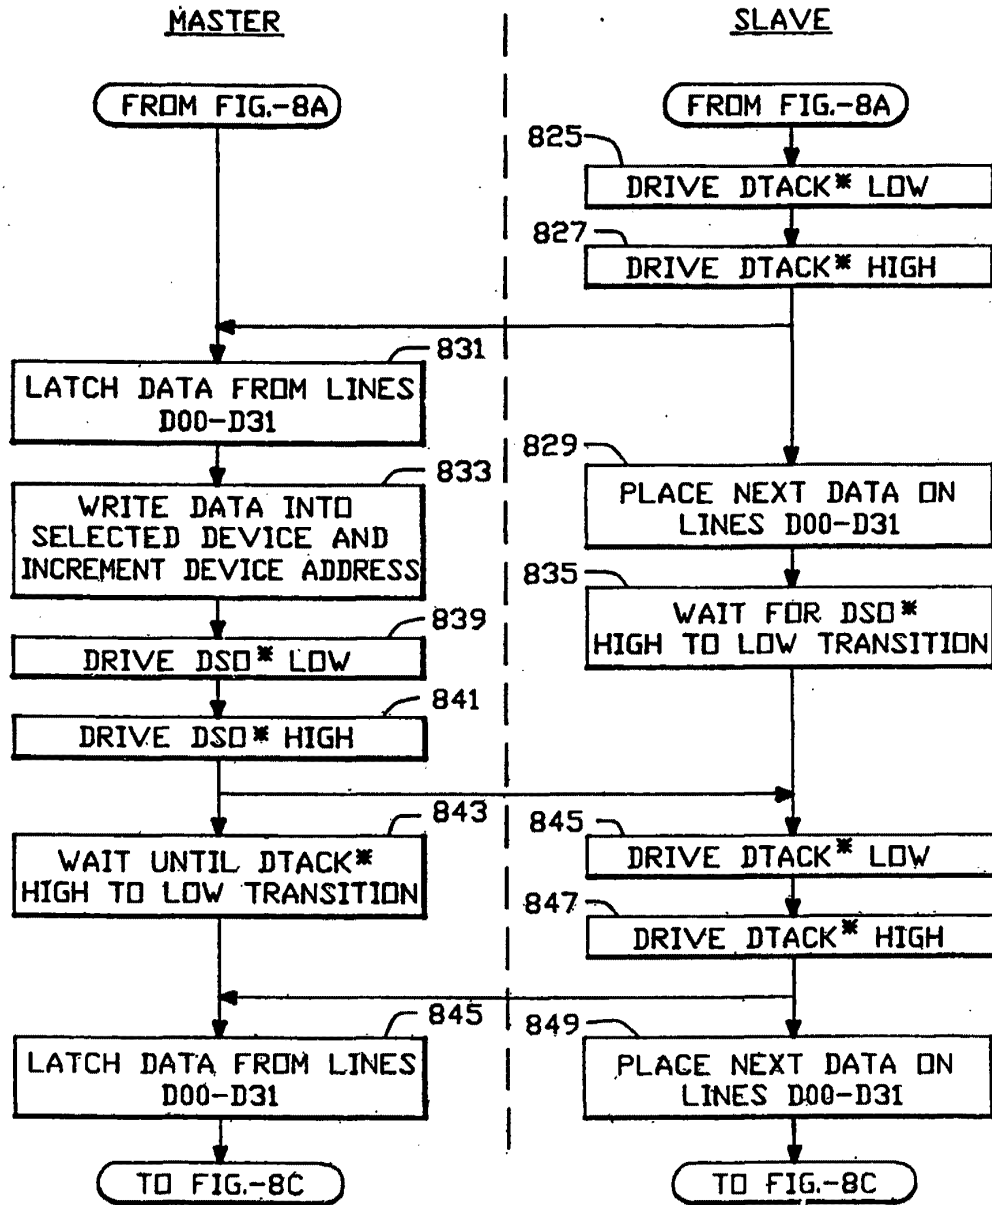 MASTER
SLAVE
FROM FIG.-8A
FROM FIG.-8A
825
DRIVE DTACK* LOW
827
DRIVE DTACK* HIGH
831
LATCH DATA FROM LINES
D00-D31
829
PLACE NEXT DATA ON
LINES D00-D31
833
WRITE DATA INTO
SELECTED DEVICE AND
INCREMENT DEVICE ADDRESS
835
WAIT FOR DSO*
HIGH TO LOW TRANSITION
839
DRIVE DSO* LOW
841
DRIVE DSO* HIGH
843
WAIT UNTIL DTACK*
HIGH TO LOW TRANSITION
845
DRIVE DTACK* LOW
847
DRIVE DTACK* HIGH
845
LATCH DATA FROM LINES
D00-D31
849
PLACE NEXT DATA ON
LINES D00-D31
TO FIG.-8C
TO FIG.-8C